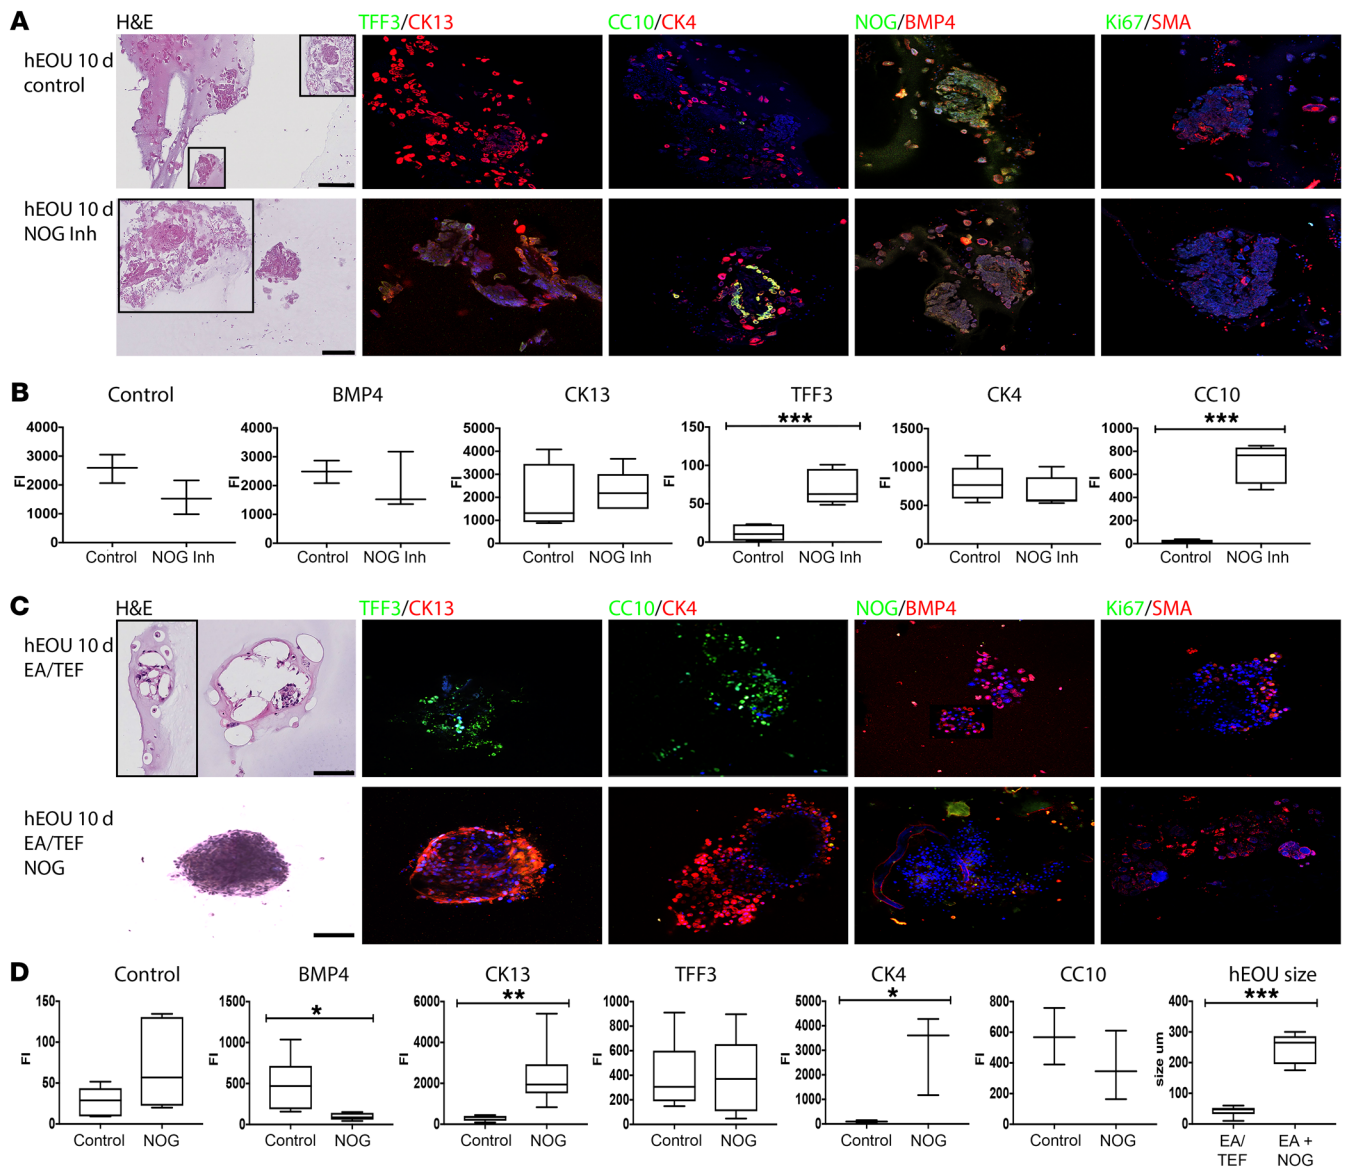 A
H&E
TFF3/CK13
CC10/CK4
NOG/BMP4
Ki67/SMA
hEOU 10 d
control
hEOU 10 d
NOG Inh
B
Control
BMP4
CK13
TFF3
CK4
CC10
FI
4000
3000
2000
1000
0
Control
NOG Inh
FI
4000
3000
2000
1000
0
Control
NOG Inh
FI
5000
4000
3000
2000
1000
0
Control
NOG Inh
FI
150
100
50
0
***
Control
NOG Inh
FI
1500
1000
500
0
Control
NOG Inh
FI
1000
800
600
400
200
0
***
Control
NOG Inh
C
H&E
TFF3/CK13
CC10/CK4
NOG/BMP4
Ki67/SMA
hEOU 10 d
EA/TEF
hEOU 10 d
EA/TEF
NOG
D
Control
BMP4
CK13
TFF3
CK4
CC10
hEOU size
FI
150
100
50
0
Control
NOG
FI
1500
1000
500
0
*
Control
NOG
FI
6000
4000
2000
0
**
Control
NOG
FI
1000
800
600
400
200
0
Control
NOG
FI
5000
4000
3000
2000
1000
0
*
Control
NOG
FI
800
600
400
200
0
Control
NOG
size um
400
300
200
100
0
***
EA/
TEF
EA +
NOG